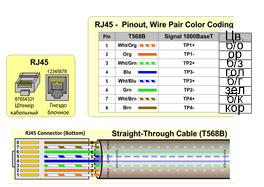 RJ45 - Pinout, Wire Pair Color Coding
Pin T568B Signal 1000BaseT Цв.
1 Wht/Org TP1+ б/о
2 Org TP1- ор
3 Wht/Grn TP2+ б/з
4 Blu TP3- гол
5 Wht/Blu TP3+ б/г
6 Grn TP2- зел
7 Wht/Brn TP4+ б/к
8 Brn TP4- кор
RJ45
87654321
12345678
Штекер
кабельный
Гнездо
блочное
RJ45 Connector (Bottom)
Straight-Through Cable (T568B)